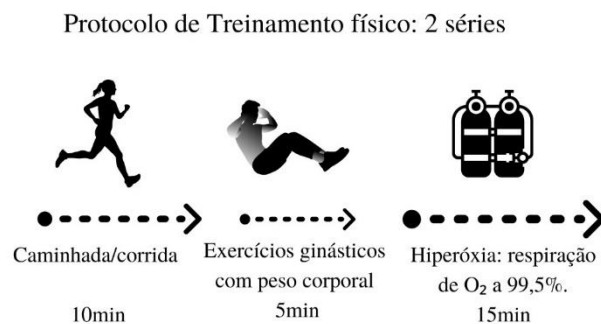 Protocolo de Treinamento físico: 2 séries
Caminhada/corrida
10min
Exercícios ginásticos
com peso corporal
5min
Hiperóxia: respiração
de O₂ a 99,5%.
15min